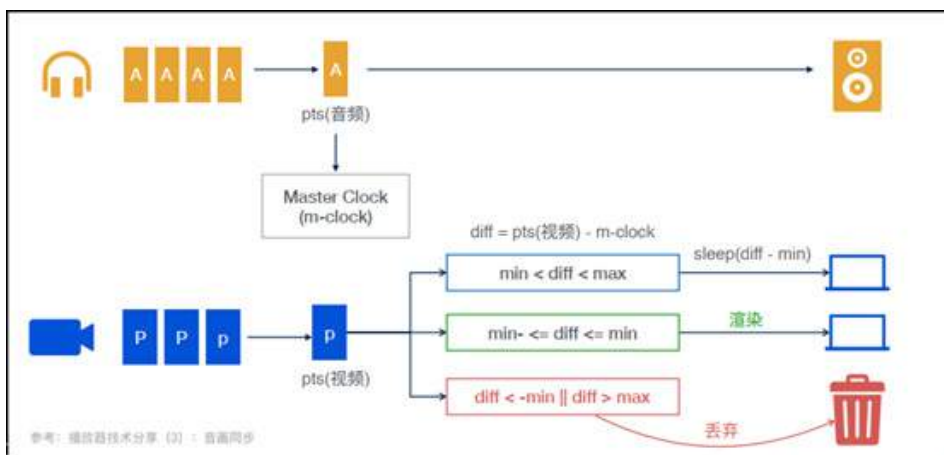 A A A A
A
pts(音频)
Master Clock
(m-clock)
diff = pts(视频) - m-clock
min < diff < max
sleep(diff - min)
P P p
p
min- <= diff <= min
渲染
pts(视频)
diff < -min || diff > max
丢弃
参考：播放器技术分享（3）：音画同步